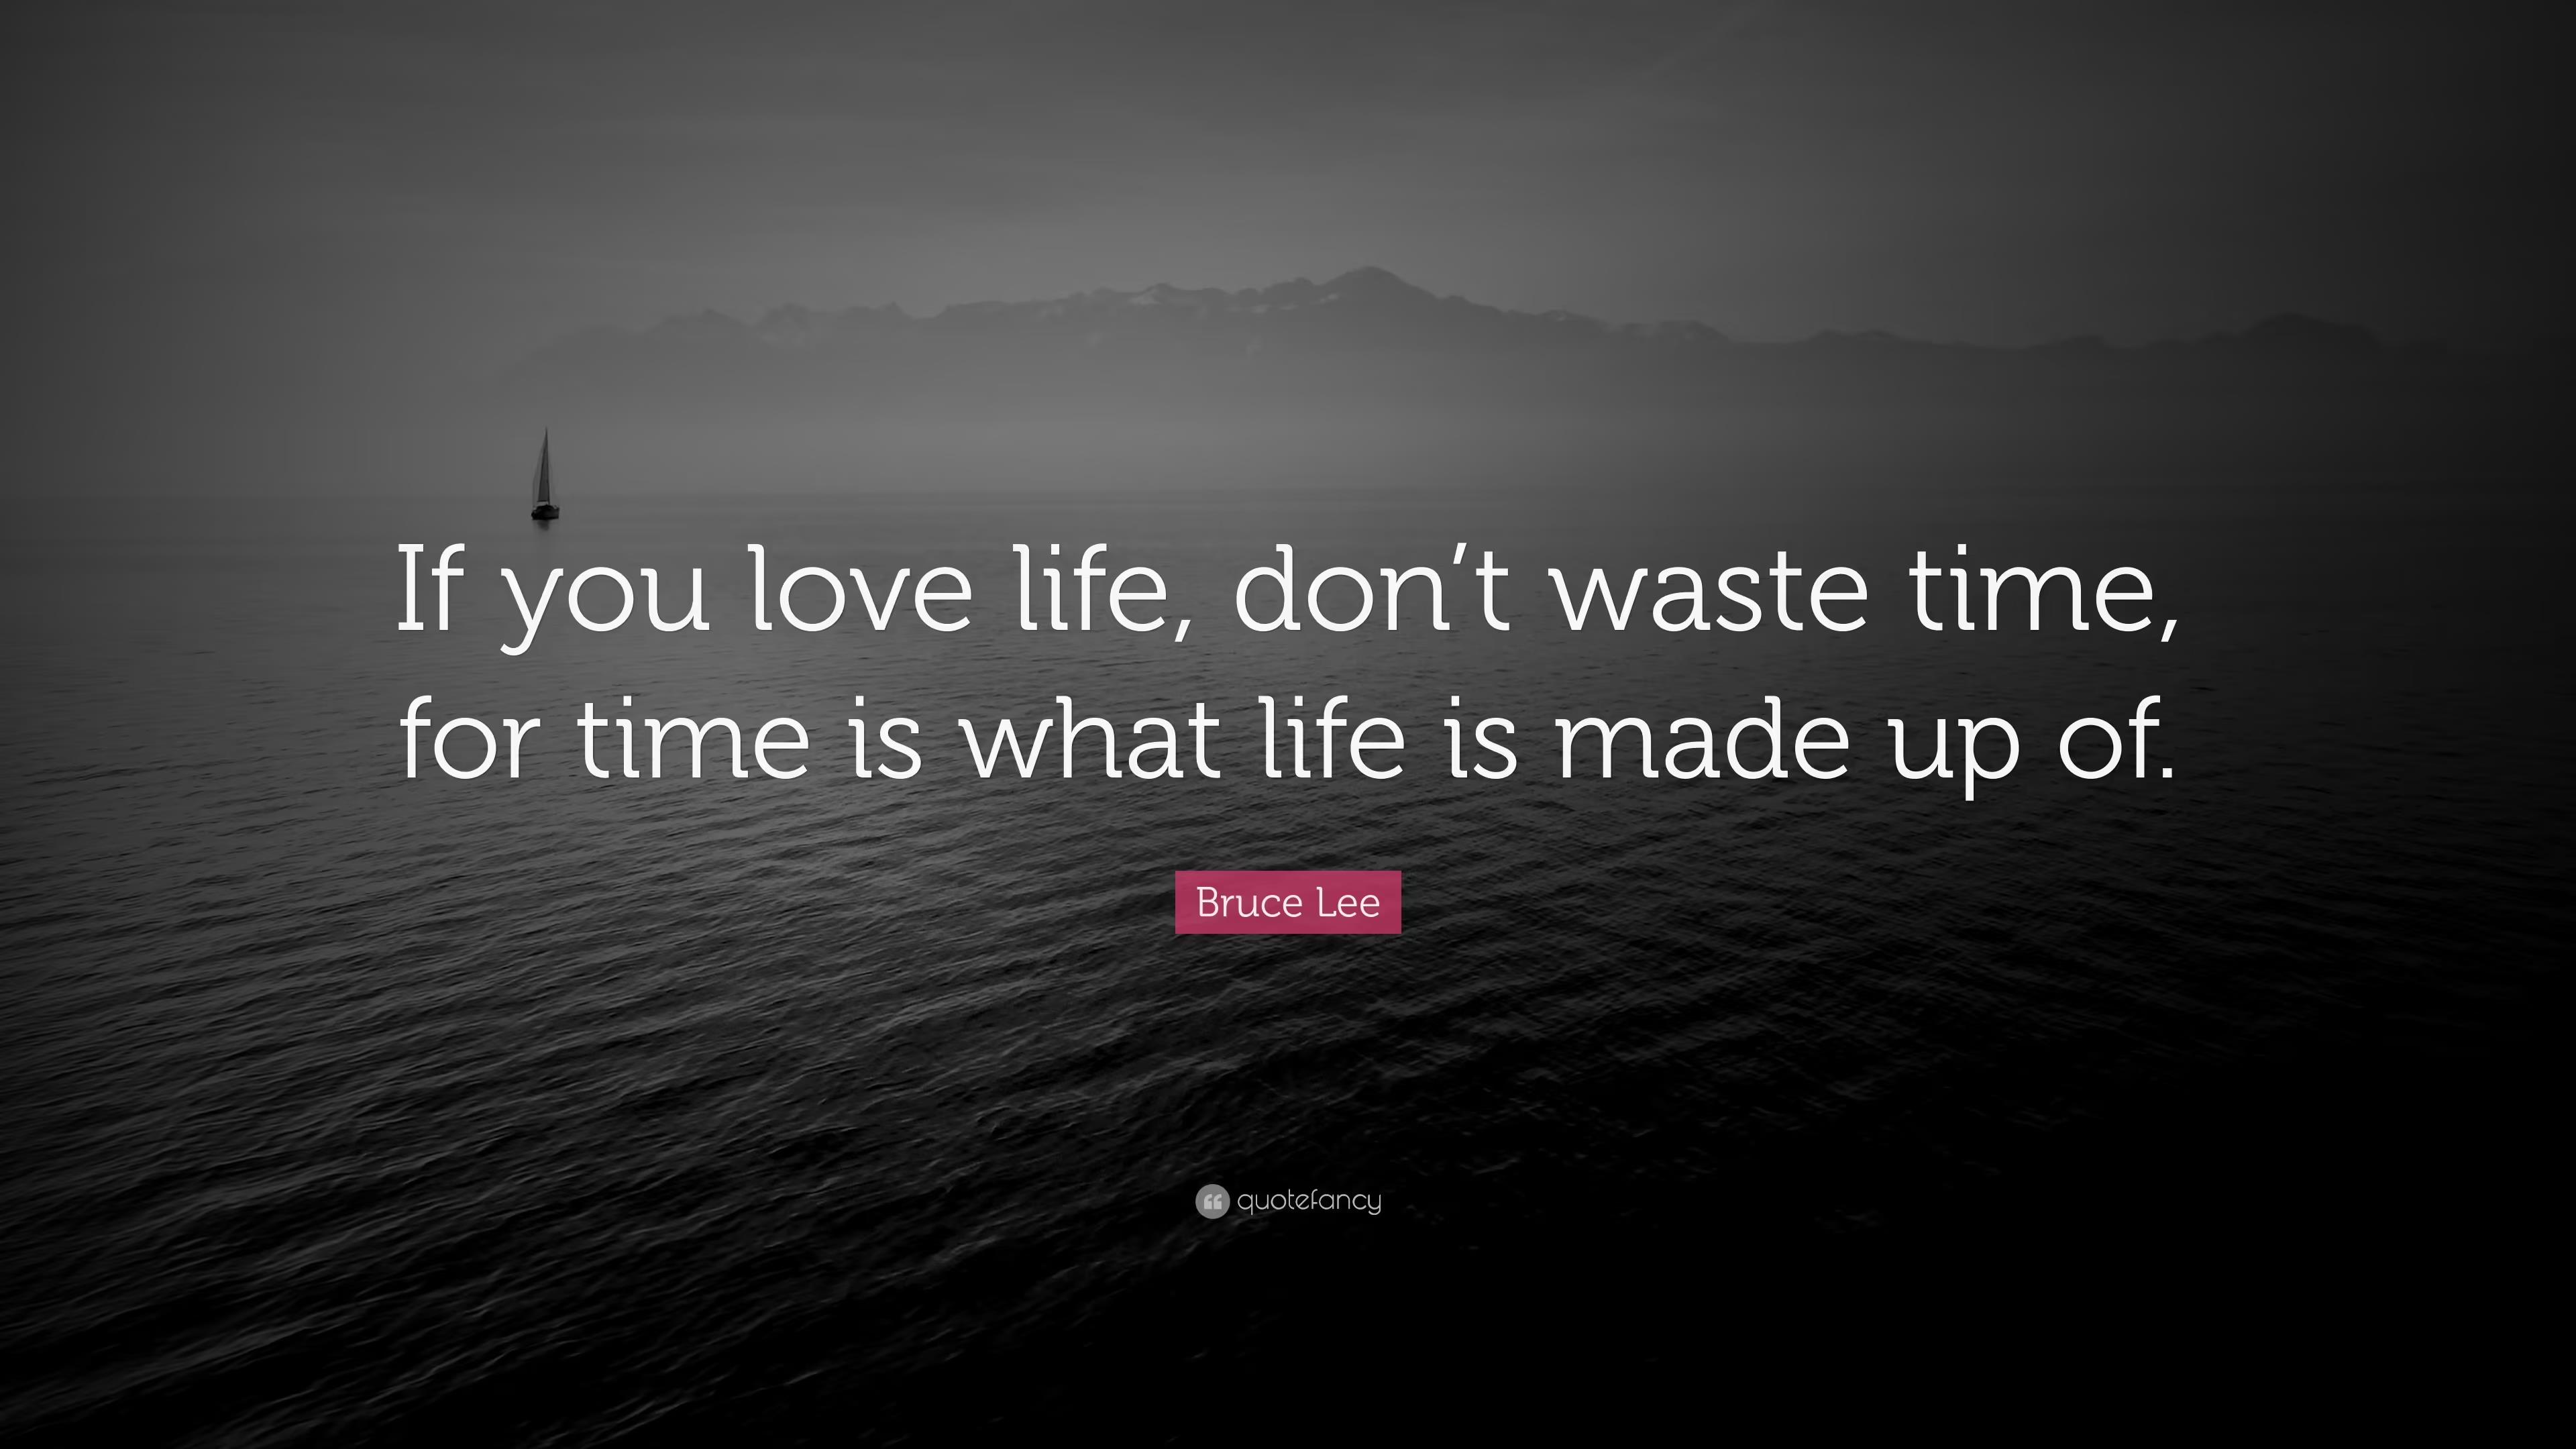 If you love life, don’t waste time,
for time is what life is made up of.
Bruce Lee
quotefancy